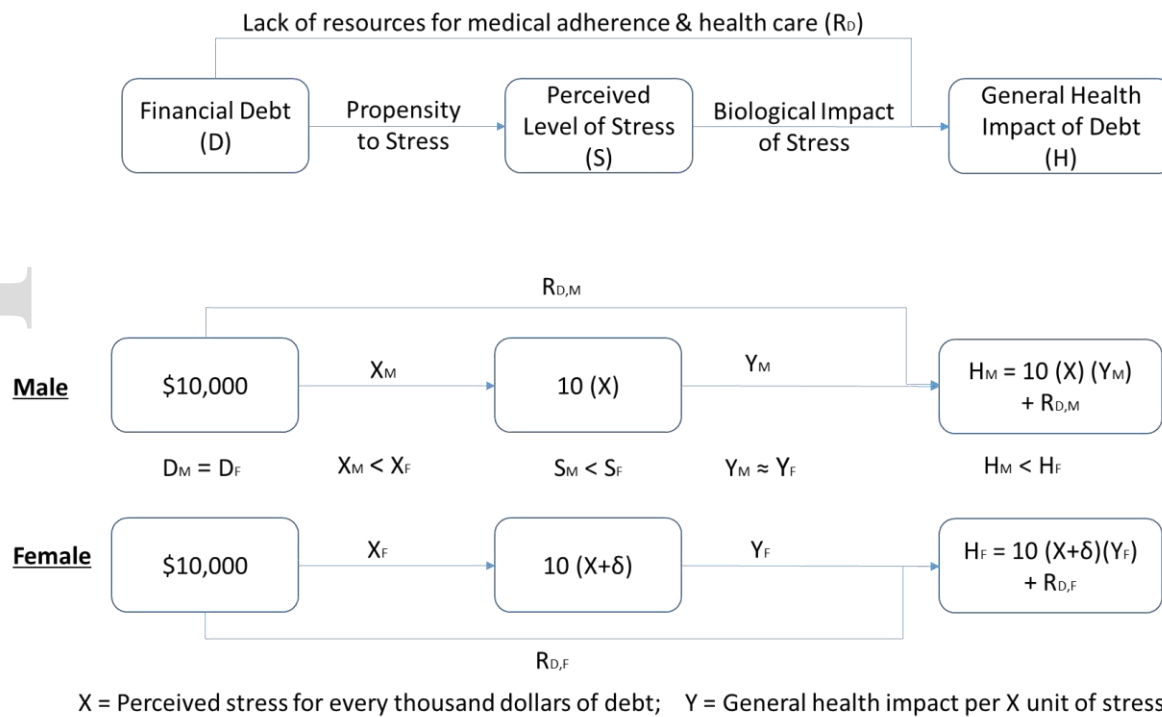 Lack of resources for medical adherence & health care (RD)
Financial Debt
(D)
Propensity
to Stress
Perceived
Level of Stress
(S)
Biological Impact
of Stress
General Health
Impact of Debt
(H)
RD,M
Male
$10,000
XM
10 (X)
YM
HM = 10 (X) (YM)
+ RD,M
DM = DF
XM < XF
SM < SF
YM ≈ YF
HM < HF
Female
$10,000
XF
10 (X+δ)
YF
HF = 10 (X+δ)(YF)
+ RD,F
RD,F
X = Perceived stress for every thousand dollars of debt; Y = General health impact per X unit of stress